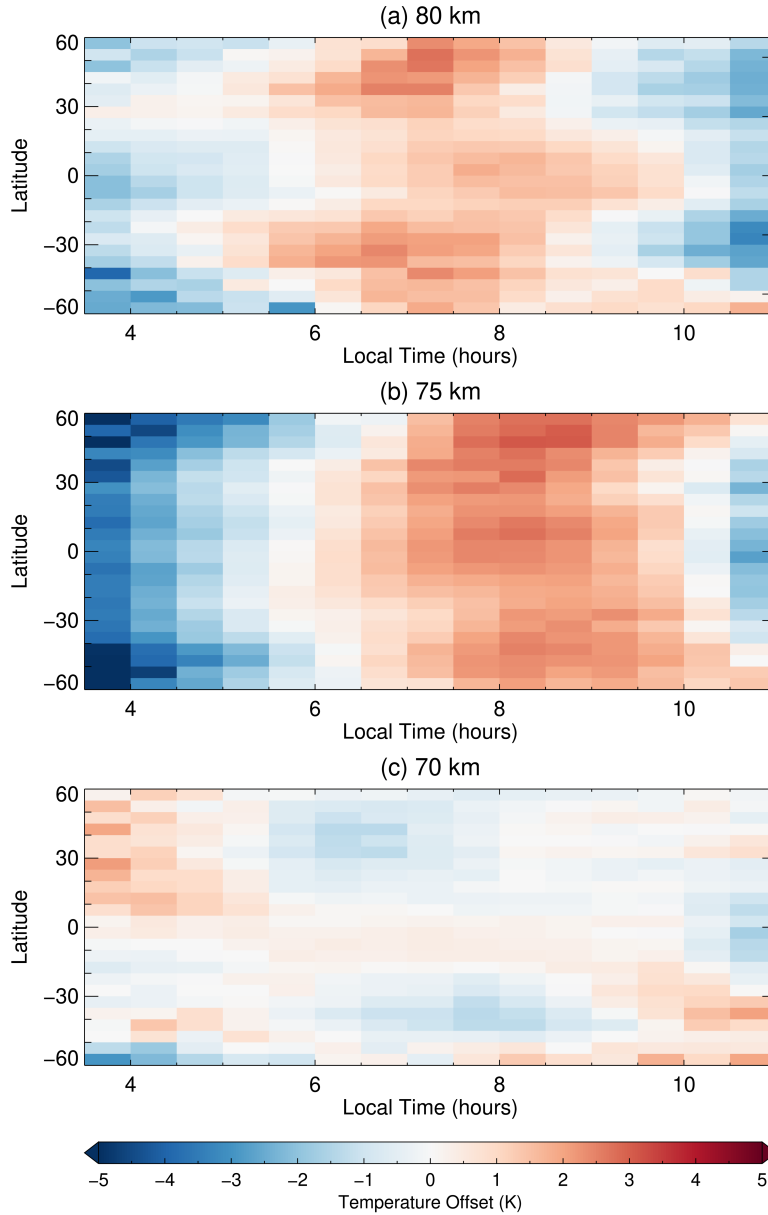 (a) 80 km
60
30
0
−30
−60
Latitude
4 6 8 10
Local Time (hours)
(b) 75 km
60
30
0
−30
−60
Latitude
4 6 8 10
Local Time (hours)
(c) 70 km
60
30
0
−30
−60
Latitude
4 6 8 10
Local Time (hours)
−5 −4 −3 −2 −1 0 1 2 3 4 5
Temperature Offset (K)